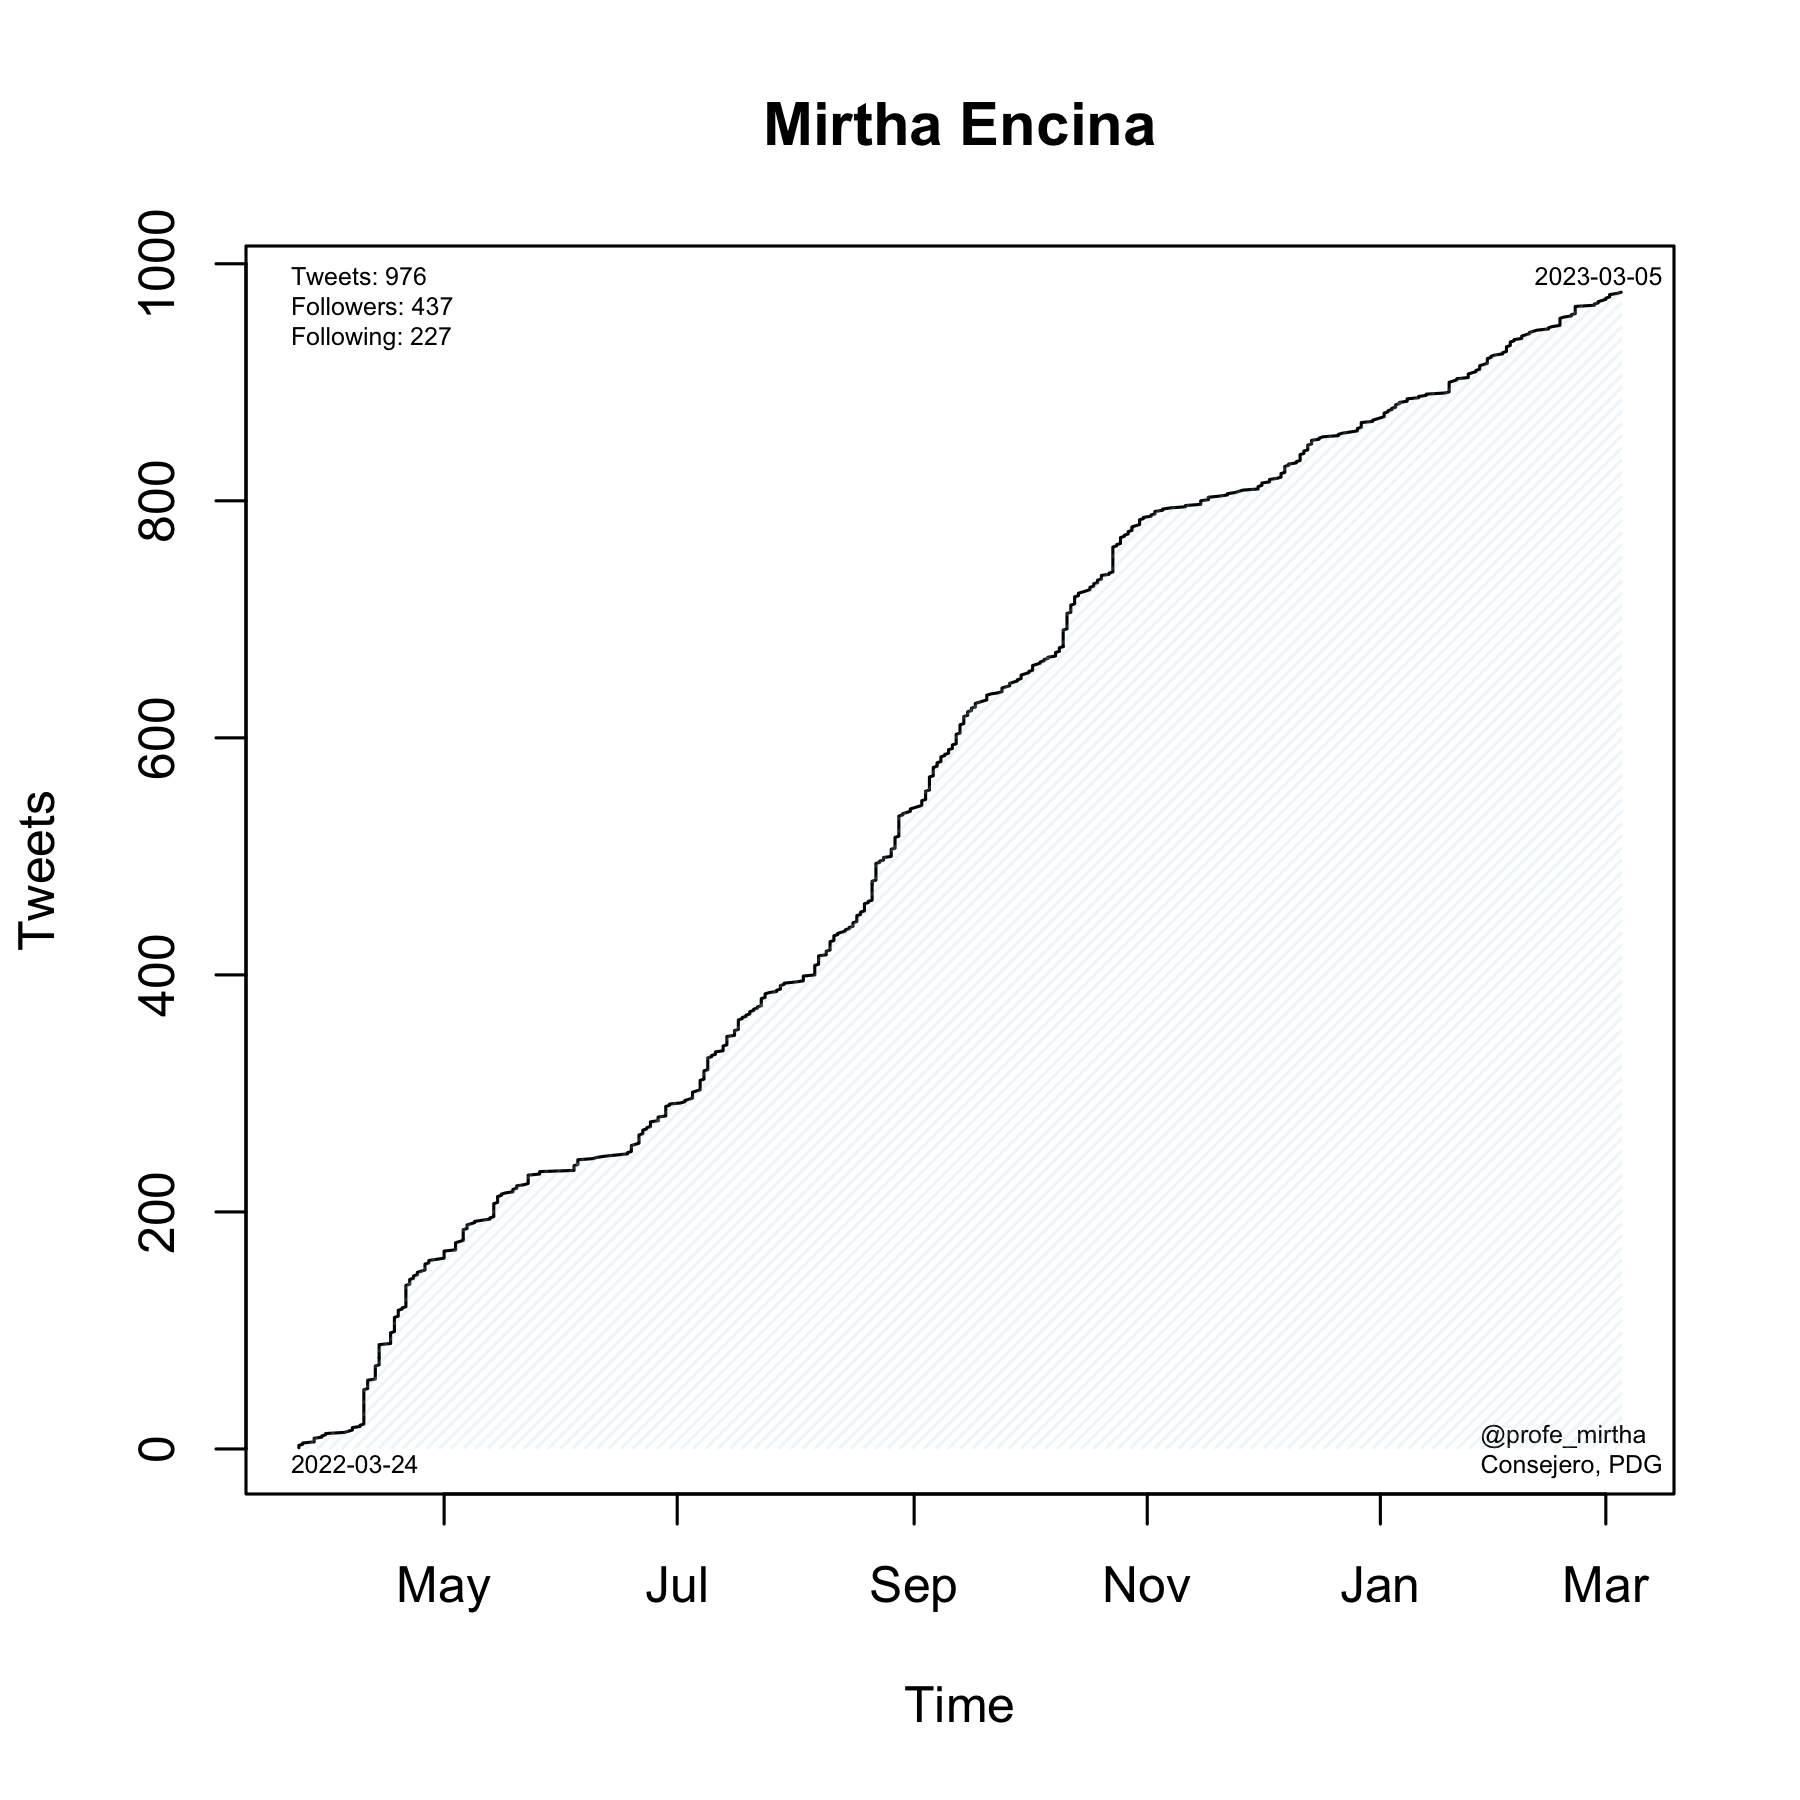 Mirtha Encina
Tweets: 976
Followers: 437
Following: 227
2023-03-05
1000
800
600
400
200
0
Tweets
2022-03-24
@profe_mirtha
Consejero, PDG
May Jul Sep Nov Jan Mar
Time